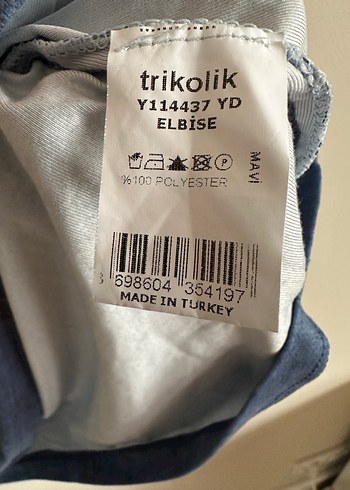 trikolik
Y114437 YD
ELBİSE
P
%100 POLYESTER
MAVİ
698604 354197
MADE IN TURKEY